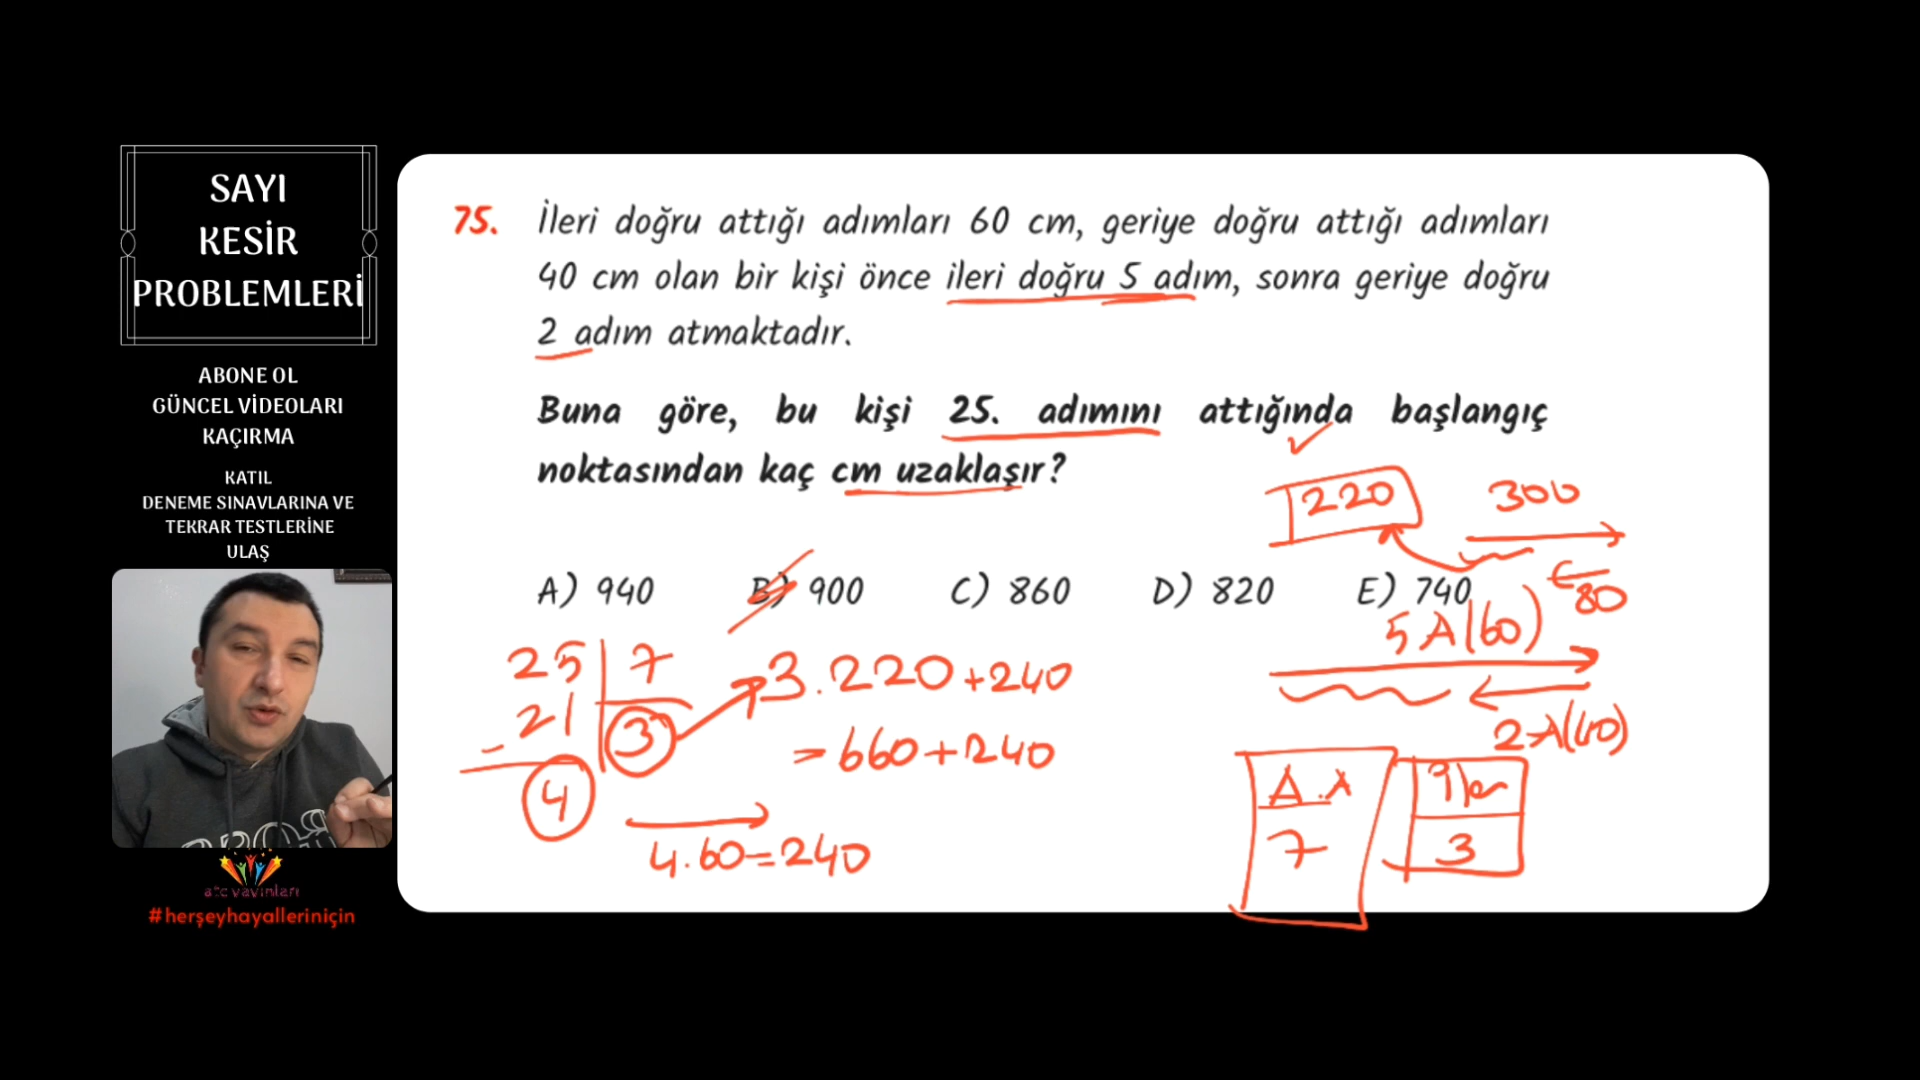 SAYI
KESİR
PROBLEMLERİ
ABONE OL
GÜNCEL VİDEOLARI
KAÇIRMA
KATIL
DENEME SINAVLARINA VE
TEKRAR TESTLERİNE
ULAŞ
atc yayınları
#herşeyhayalleriniçin
75. İleri doğru attığı adımları 60 cm, geriye doğru attığı adımları
40 cm olan bir kişi önce ileri doğru 5 adım, sonra geriye doğru
2 adım atmaktadır.
Buna göre, bu kişi 25. adımını attığında başlangıç
noktasından kaç cm uzaklaşır?
220 300
80
A) 940 B) 900 C) 860 D) 820 E) 740
5A(60)
2A(40)
25 7
- 21 3
4
3.220+240
=660+240
4.60=240
A.A İler
7 3